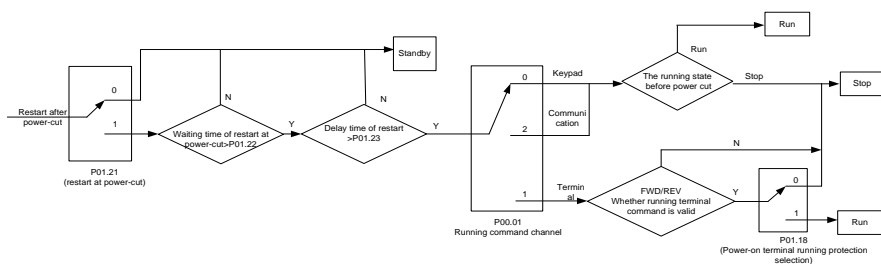 Restart after
power-cut
0
1
P01.21
(restart at power-cut)
Waiting time of restart at
power-cut>P01.22
N
Y
Delay time of restart
>P01.23
N
Y
Standby
0
2
1
P00.01
Running command channel
Keypad
Communi
cation
Termin
al
The running state
before power cut
Run
Run
Stop
Stop
FWD/REV
Whether running terminal
command is valid
N
Y
0
1
P01.18
(Power-on terminal running protection
selection)
Run